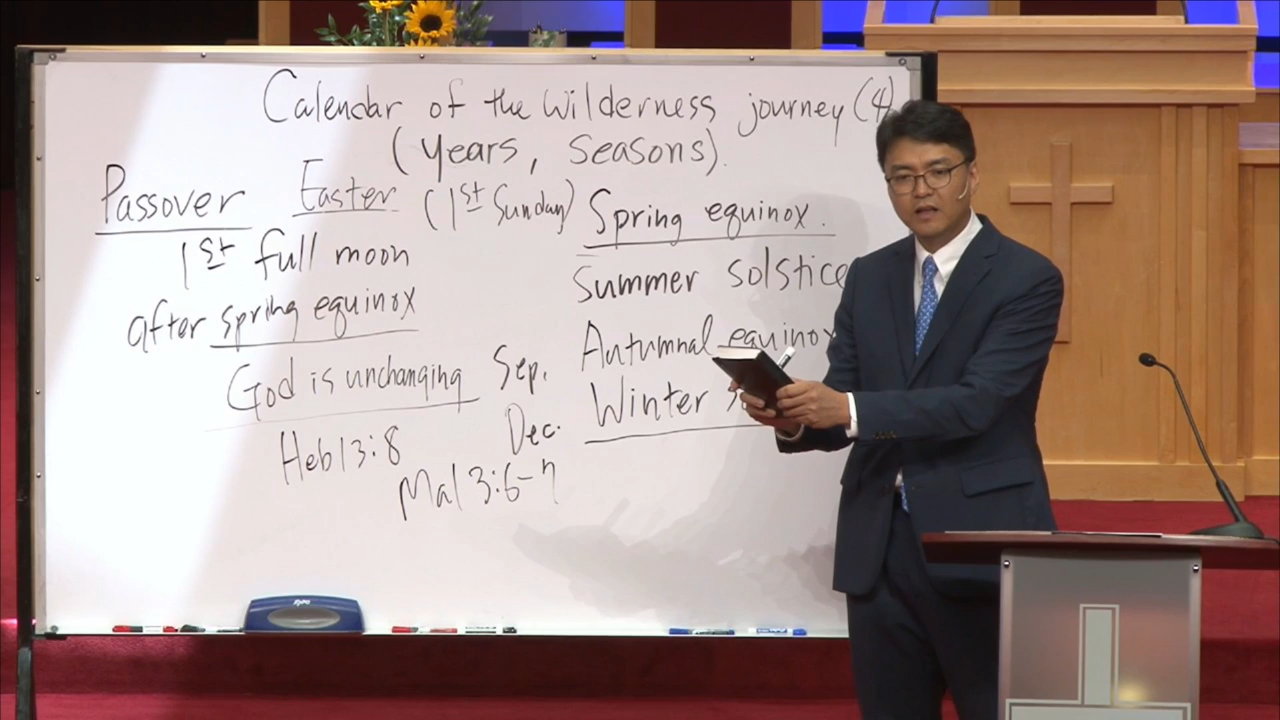 Calendar of the Wilderness journey (4)
(years, seasons).
Passover Easter (1st Sunday)
1st full moon
after spring equinox
God is unchanging
Heb 13:8
Mal 3:6-7
Spring equinox.
Summer solstice
Sep. Autumnal equinox
Dec. Winter
EXPO